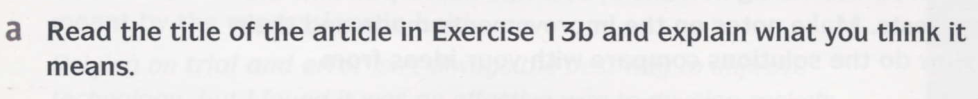 a Read the title of the article in Exercise 13b and explain what you think it
means.